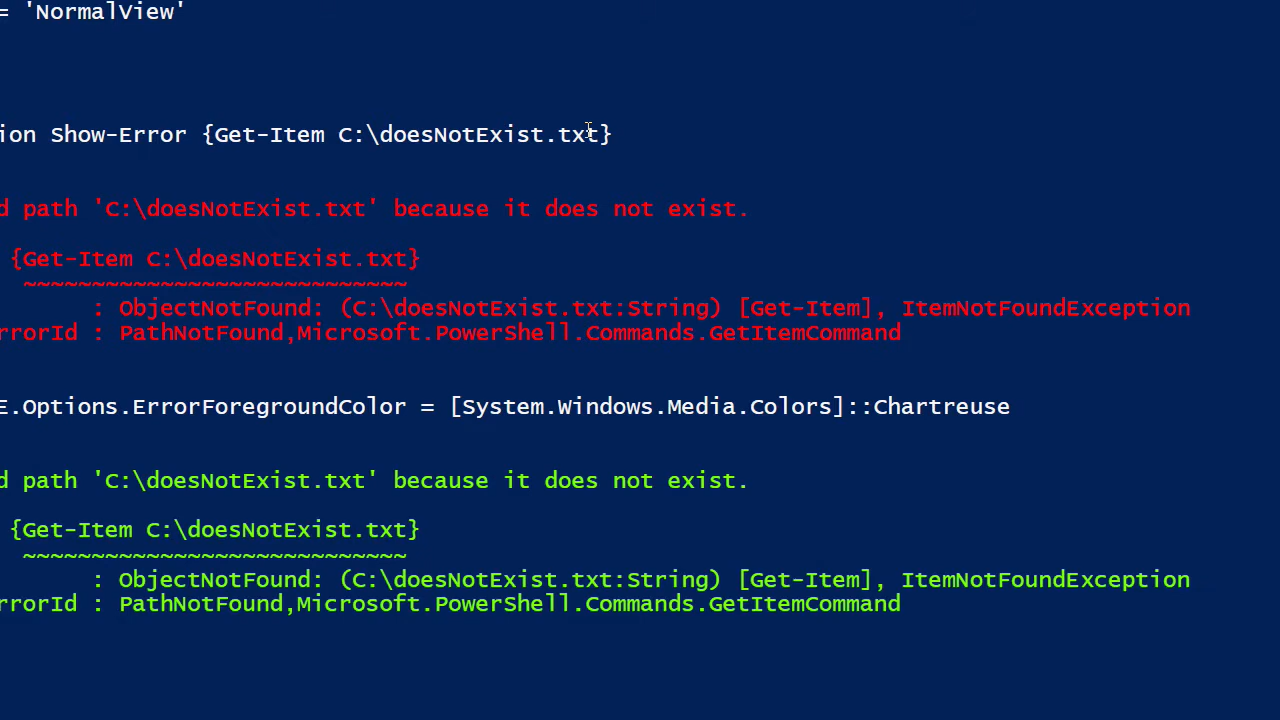 = 'NormalView'
ion Show-Error {Get-Item C:\doesNotExist.txt}
d path 'C:\doesNotExist.txt' because it does not exist.
{Get-Item C:\doesNotExist.txt}
~~~~~~~~~~~~~~~~~~~~~~~~~~~~
: ObjectNotFound: (C:\doesNotExist.txt:String) [Get-Item], ItemNotFoundException
rrorId : PathNotFound,Microsoft.PowerShell.Commands.GetItemCommand
E.Options.ErrorForegroundColor = [System.Windows.Media.Colors]::Chartreuse
d path 'C:\doesNotExist.txt' because it does not exist.
{Get-Item C:\doesNotExist.txt}
~~~~~~~~~~~~~~~~~~~~~~~~~~~~
: ObjectNotFound: (C:\doesNotExist.txt:String) [Get-Item], ItemNotFoundException
rrorId : PathNotFound,Microsoft.PowerShell.Commands.GetItemCommand